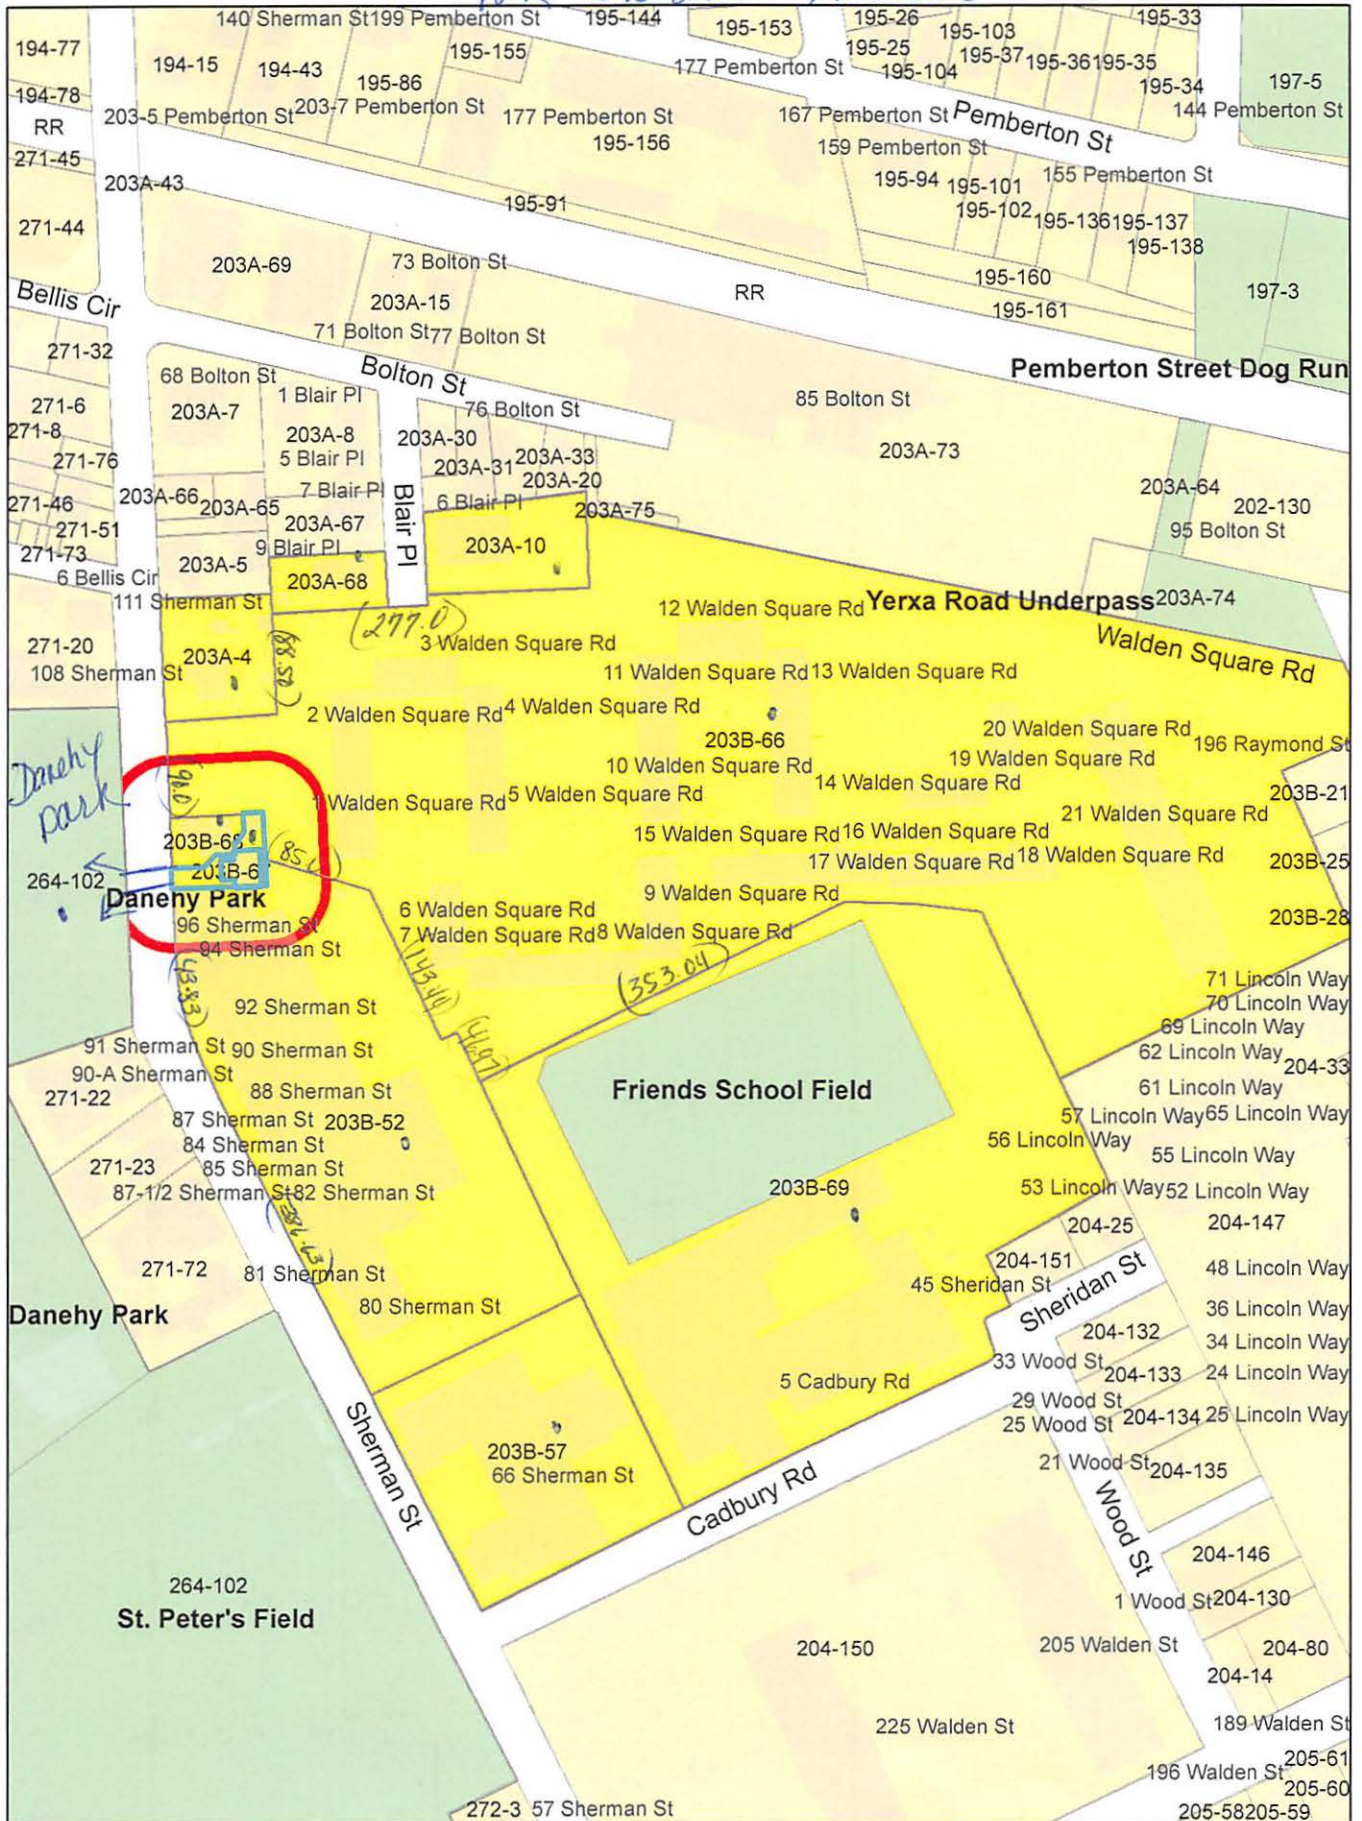 140 Sherman St
199 Pemberton St
195-144
195-153
195-26
195-103
195-33
194-77
194-15
194-43
195-86
195-155
177 Pemberton St
195-25
195-104
195-37
195-36
195-35
195-34
197-5
194-78
203-5 Pemberton St
203-7 Pemberton St
177 Pemberton St
195-156
167 Pemberton St
Pemberton St
144 Pemberton St
RR
159 Pemberton St
271-45
203A-43
195-94
195-101
155 Pemberton St
195-91
195-102
195-136
195-137
195-138
271-44
203A-69
73 Bolton St
195-160
197-3
Bellis Cir
203A-15
RR
195-161
71 Bolton St
77 Bolton St
271-32
Bolton St
Pemberton Street Dog Run
68 Bolton St
1 Blair Pl
85 Bolton St
271-6
203A-7
76 Bolton St
271-8
203A-8
203A-30
203A-73
271-76
5 Blair Pl
203A-31
203A-33
203A-20
203A-64
271-46
203A-66
203A-65
7 Blair Pl
Blair Pl
6 Blair Pl
203A-75
202-130
271-51
203A-67
95 Bolton St
271-73
203A-5
9 Blair Pl
203A-10
6 Bellis Cir
203A-68
111 Sherman St
(277.0)
12 Walden Square Rd
Yerxa Road Underpass
203A-74
271-20
203A-4
(88.50)
3 Walden Square Rd
Walden Square Rd
108 Sherman St
11 Walden Square Rd
13 Walden Square Rd
2 Walden Square Rd
4 Walden Square Rd
20 Walden Square Rd
Danehy
park
203B-66
196 Raymond St
10 Walden Square Rd
19 Walden Square Rd
14 Walden Square Rd
203B-21
1 Walden Square Rd
5 Walden Square Rd
21 Walden Square Rd
203B-68
15 Walden Square Rd
16 Walden Square Rd
264-102
203B-6
17 Walden Square Rd
18 Walden Square Rd
203B-25
Danehy Park
9 Walden Square Rd
203B-28
96 Sherman St
6 Walden Square Rd
94 Sherman St
7 Walden Square Rd
8 Walden Square Rd
(43.83)
(353.04)
71 Lincoln Way
92 Sherman St
70 Lincoln Way
69 Lincoln Way
91 Sherman St
90 Sherman St
62 Lincoln Way
204-33
90-A Sherman St
88 Sherman St
Friends School Field
61 Lincoln Way
271-22
87 Sherman St
203B-52
57 Lincoln Way
65 Lincoln Way
84 Sherman St
56 Lincoln Way
55 Lincoln Way
271-23
85 Sherman St
203B-69
53 Lincoln Way
52 Lincoln Way
87-1/2 Sherman St
82 Sherman St
204-25
204-147
271-72
81 Sherman St
204-151
48 Lincoln Way
45 Sheridan St
Sheridan St
Danehy Park
80 Sherman St
36 Lincoln Way
204-132
34 Lincoln Way
33 Wood St
204-133
24 Lincoln Way
5 Cadbury Rd
29 Wood St
25 Wood St
204-134
25 Lincoln Way
Sherman St
203B-57
66 Sherman St
21 Wood St
204-135
Cadbury Rd
Wood St
204-146
264-102
St. Peter's Field
1 Wood St
204-130
204-150
205 Walden St
204-80
204-14
225 Walden St
189 Walden St
196 Walden St
205-61
205-60
272-3
57 Sherman St
205-58
205-59